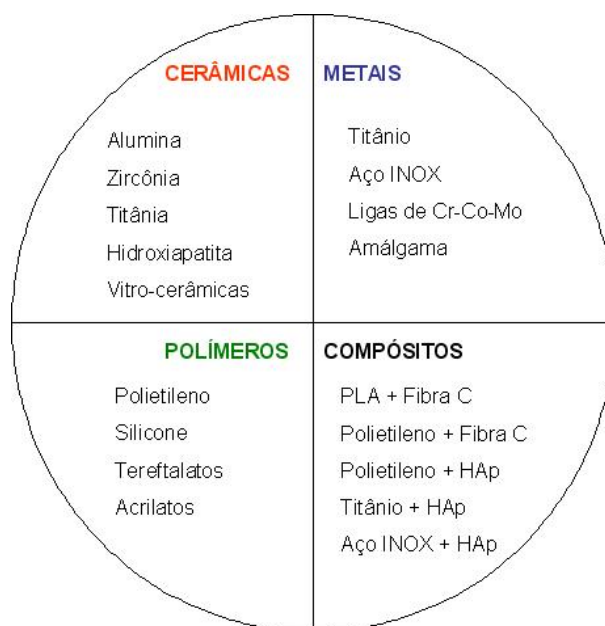 CERÂMICAS
Alumina
Zircônia
Titânia
Hidroxiapatita
Vitro-cerâmicas
METAIS
Titânio
Aço INOX
Ligas de Cr-Co-Mo
Amálgama
POLÍMEROS
Polietileno
Silicone
Tereftalatos
Acrilatos
COMPÓSITOS
PLA + Fibra C
Polietileno + Fibra C
Polietileno + HAp
Titânio + HAp
Aço INOX + HAp